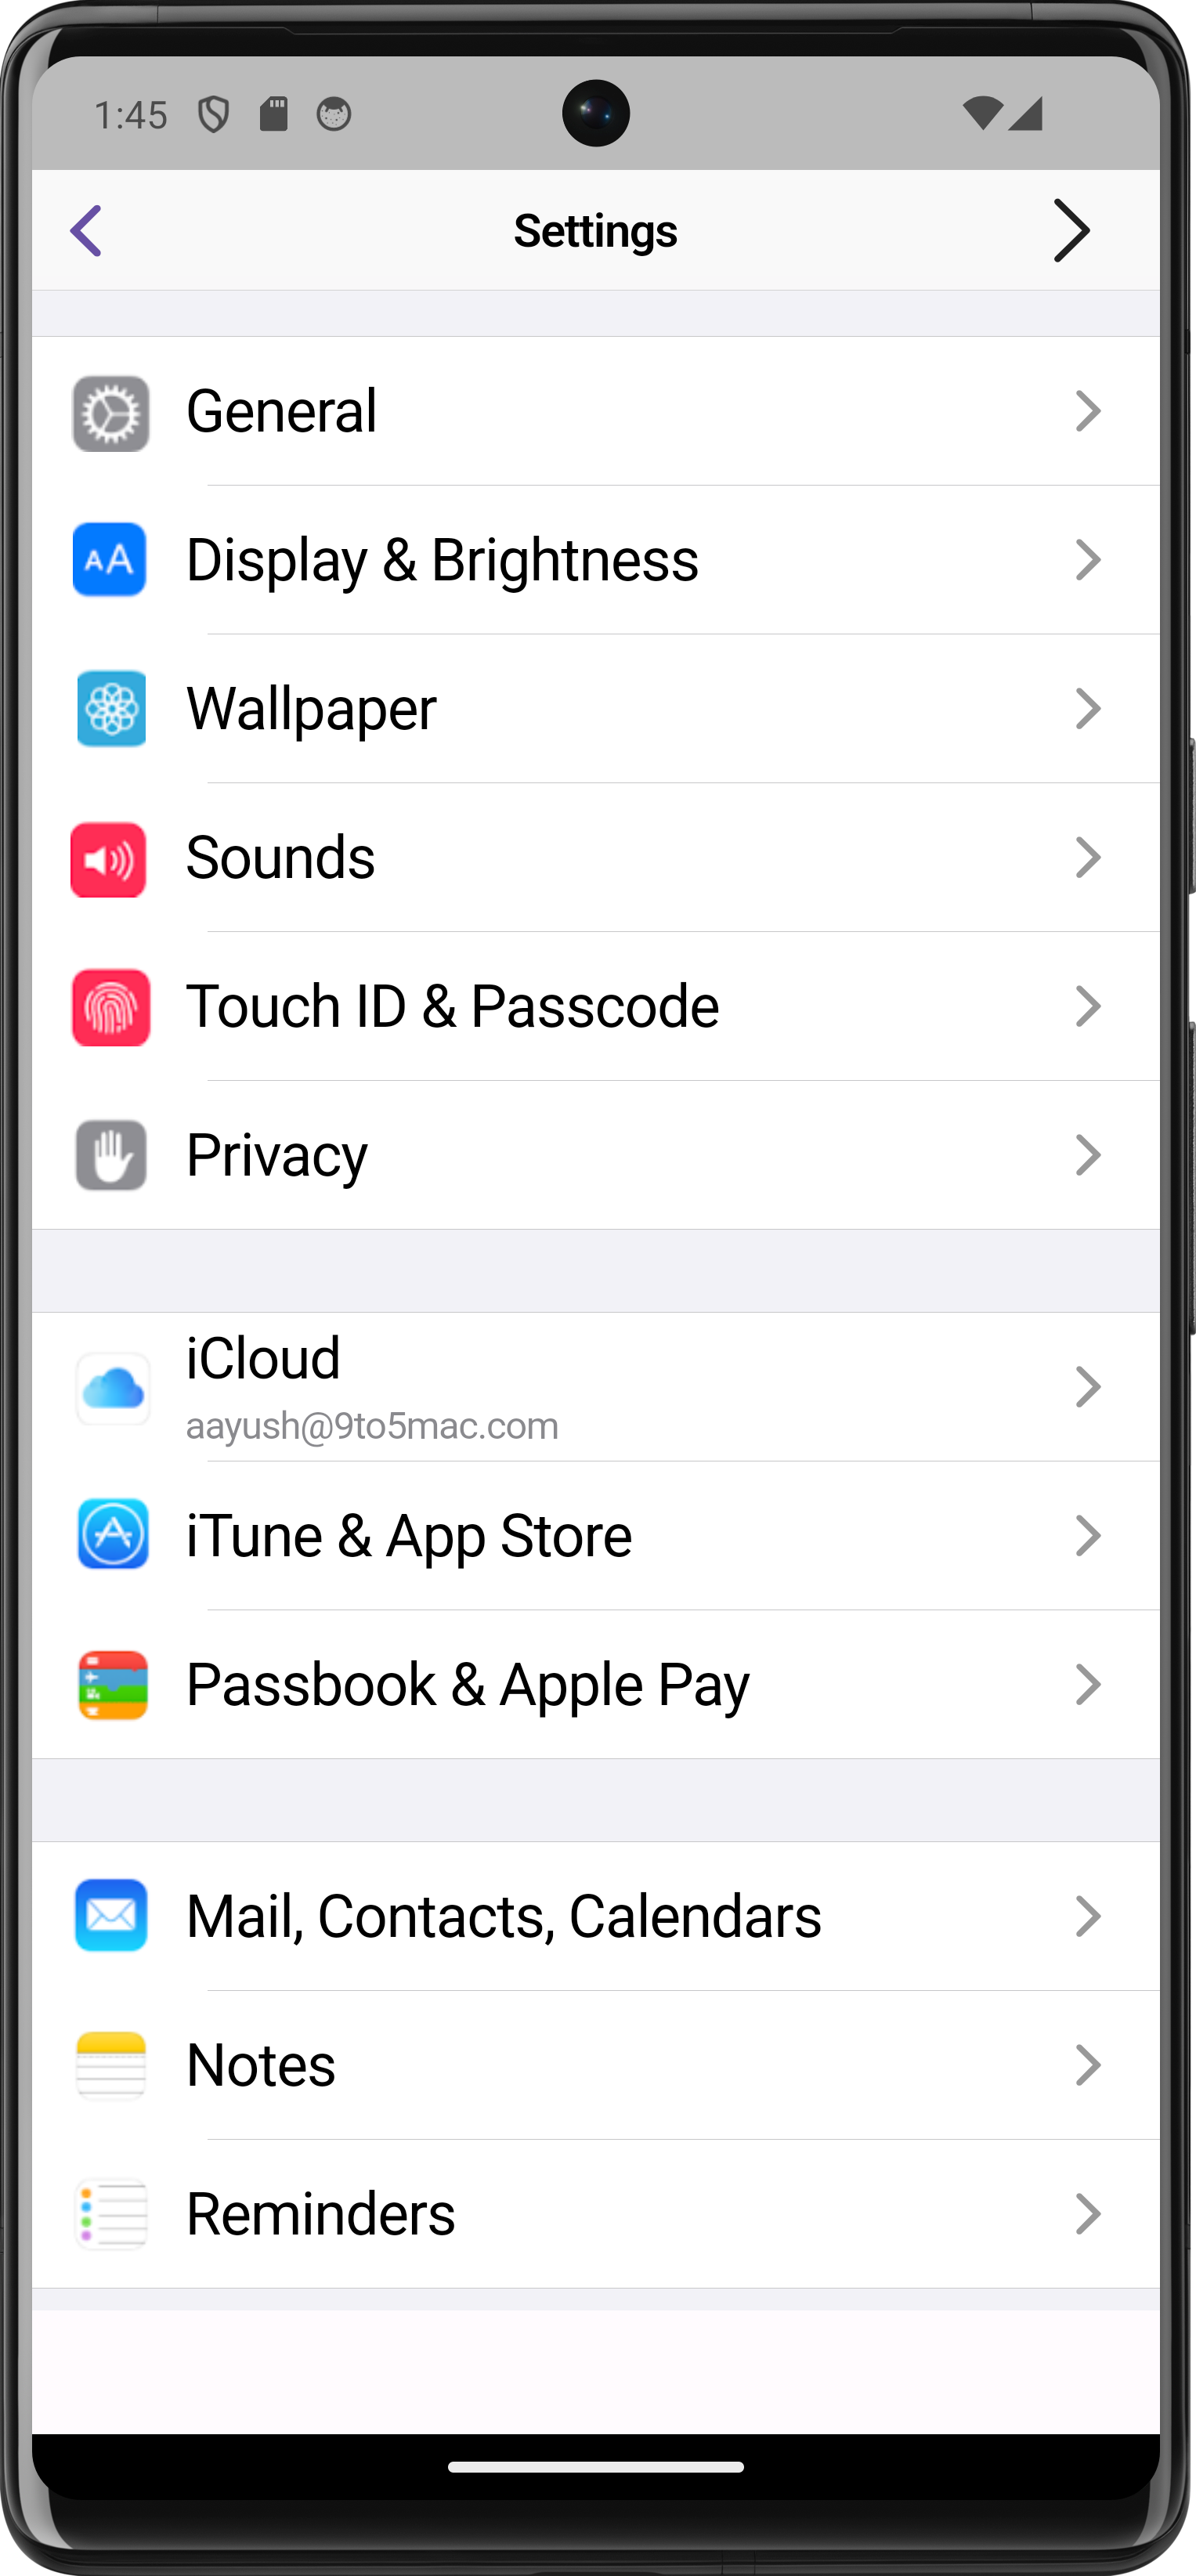 1:45
Settings
General
AA
Display & Brightness
Wallpaper
Sounds
Touch ID & Passcode
Privacy
iCloud
aayush@9to5mac.com
iTune & App Store
Passbook & Apple Pay
Mail, Contacts, Calendars
Notes
Reminders